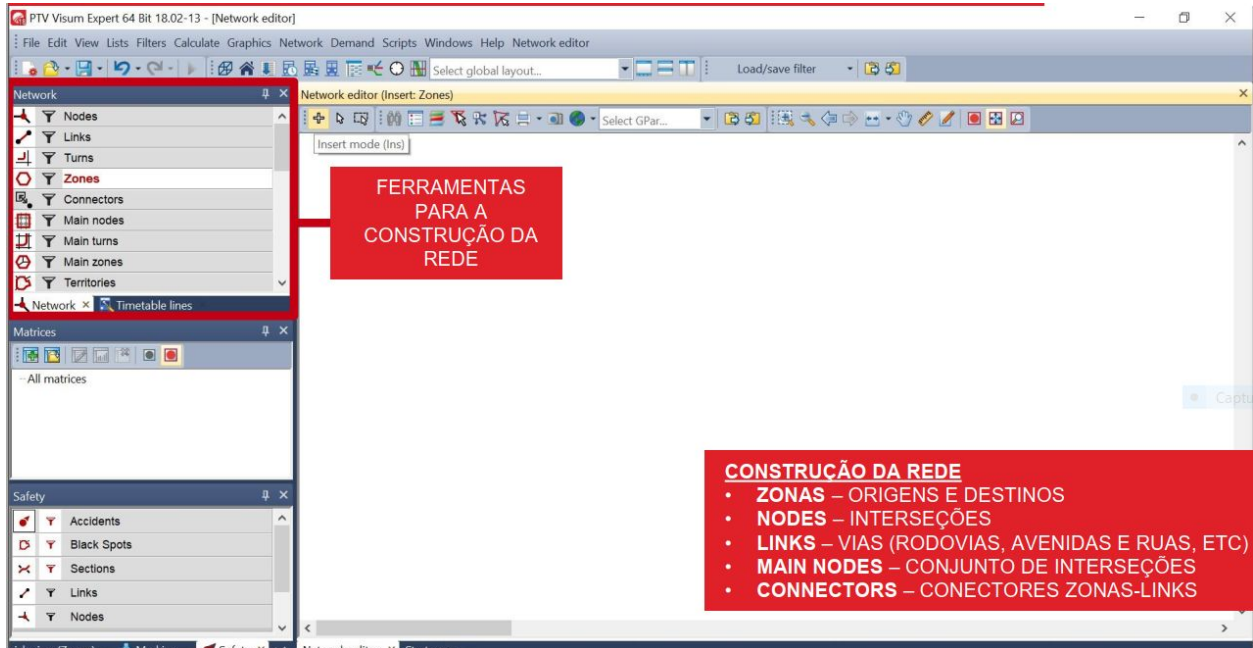 PTV Visum Expert 64 Bit 18.02-13 - [Network editor]
File Edit View Lists Filters Calculate Graphics Network Demand Scripts Windows Help Network editor
Select global layout...
Load/save filter
Network
Nodes
Links
Turns
Zones
Connectors
Main nodes
Main turns
Main zones
Territories
Network
Timetable lines
Network editor (Insert: Zones)
Select GPar...
Insert mode (Ins)
FERRAMENTAS
PARA A
CONSTRUÇÃO DA
REDE
Matrices
All matrices
Safety
Accidents
Black Spots
Sections
Links
Nodes
CONSTRUÇÃO DA REDE
• ZONAS – ORIGENS E DESTINOS
• NODES – INTERSEÇÕES
• LINKS – VIAS (RODOVIAS, AVENIDAS E RUAS, ETC)
• MAIN NODES – CONJUNTO DE INTERSEÇÕES
• CONNECTORS – CONECTORES ZONAS-LINKS